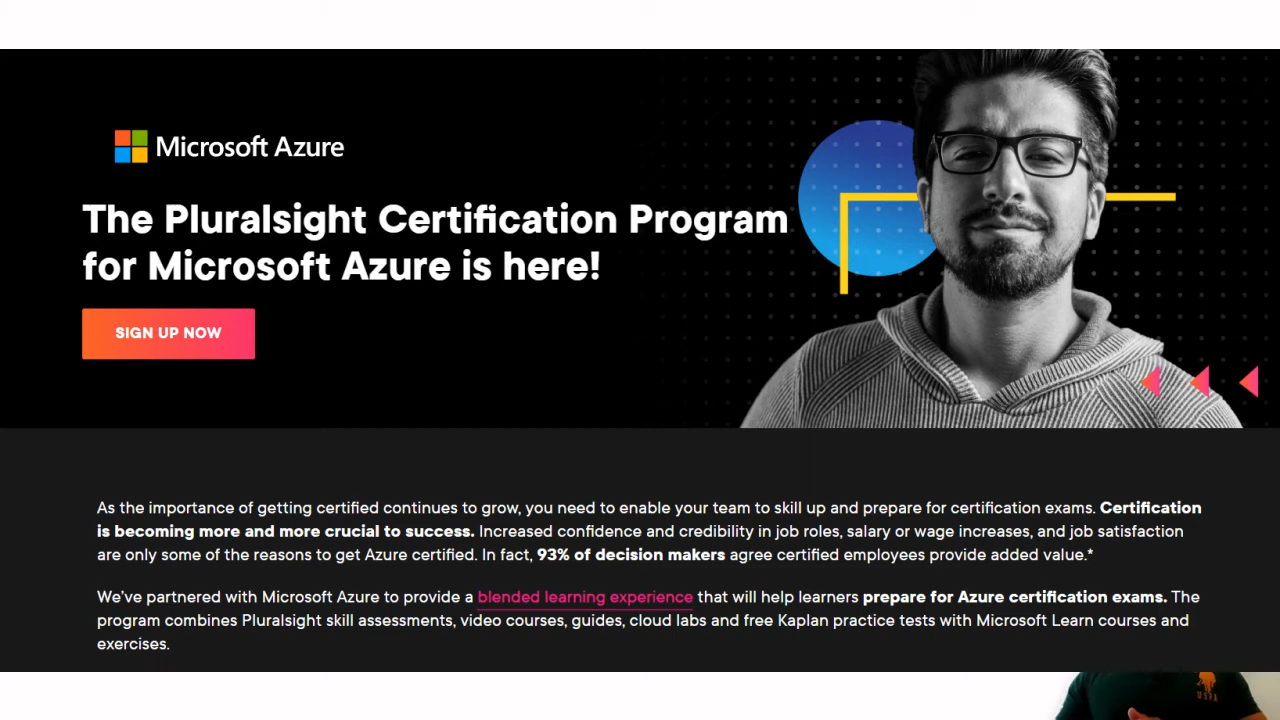 Microsoft Azure
The Pluralsight Certification Program
for Microsoft Azure is here!
SIGN UP NOW
As the importance of getting certified continues to grow, you need to enable your team to skill up and prepare for certification exams. Certification
is becoming more and more crucial to success. Increased confidence and credibility in job roles, salary or wage increases, and job satisfaction
are only some of the reasons to get Azure certified. In fact, 93% of decision makers agree certified employees provide added value.*
We've partnered with Microsoft Azure to provide a blended learning experience that will help learners prepare for Azure certification exams. The
program combines Pluralsight skill assessments, video courses, guides, cloud labs and free Kaplan practice tests with Microsoft Learn courses and
exercises.
USPA